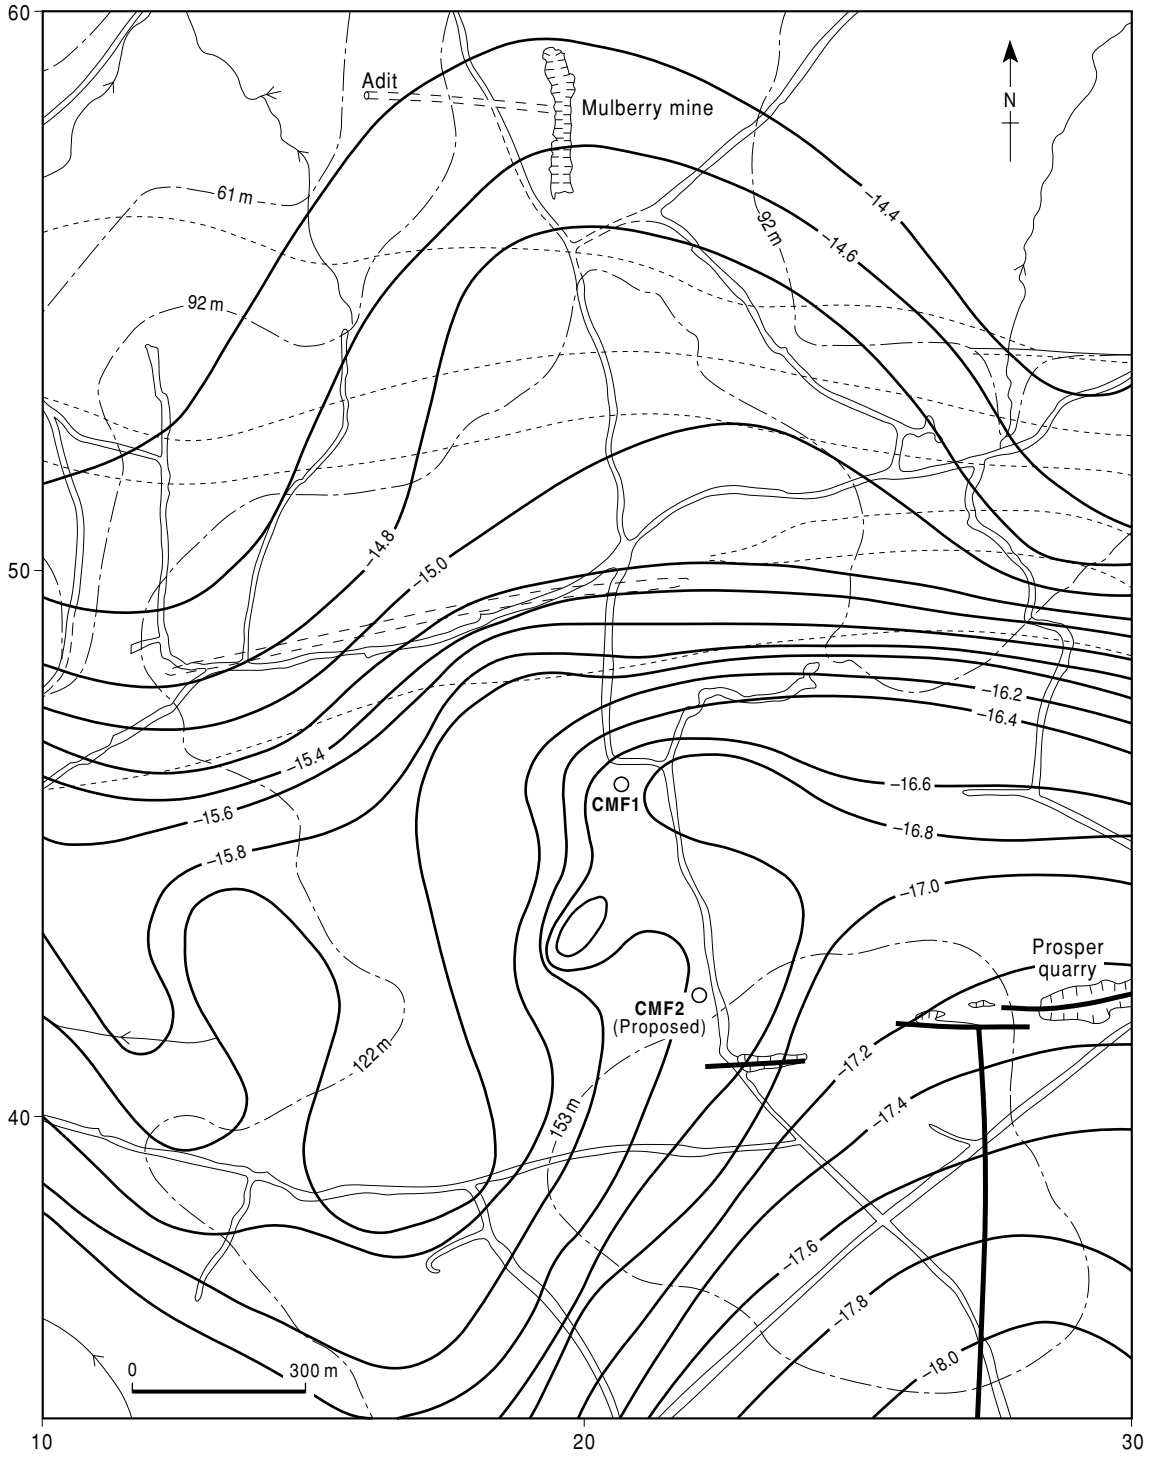 60
Adit
Mulberry mine
N
61 m
–14.4
92 m
–14.6
92 m
50
–14.8
–15.0
–16.2
–16.4
–15.4
–16.6
CMF1
–15.6
–16.8
–15.8
–17.0
Prosper
quarry
CMF2
(Proposed)
122 m
–17.2
–17.4
40
153 m
–17.6
–17.8
–18.0
0 300 m
10 20 30